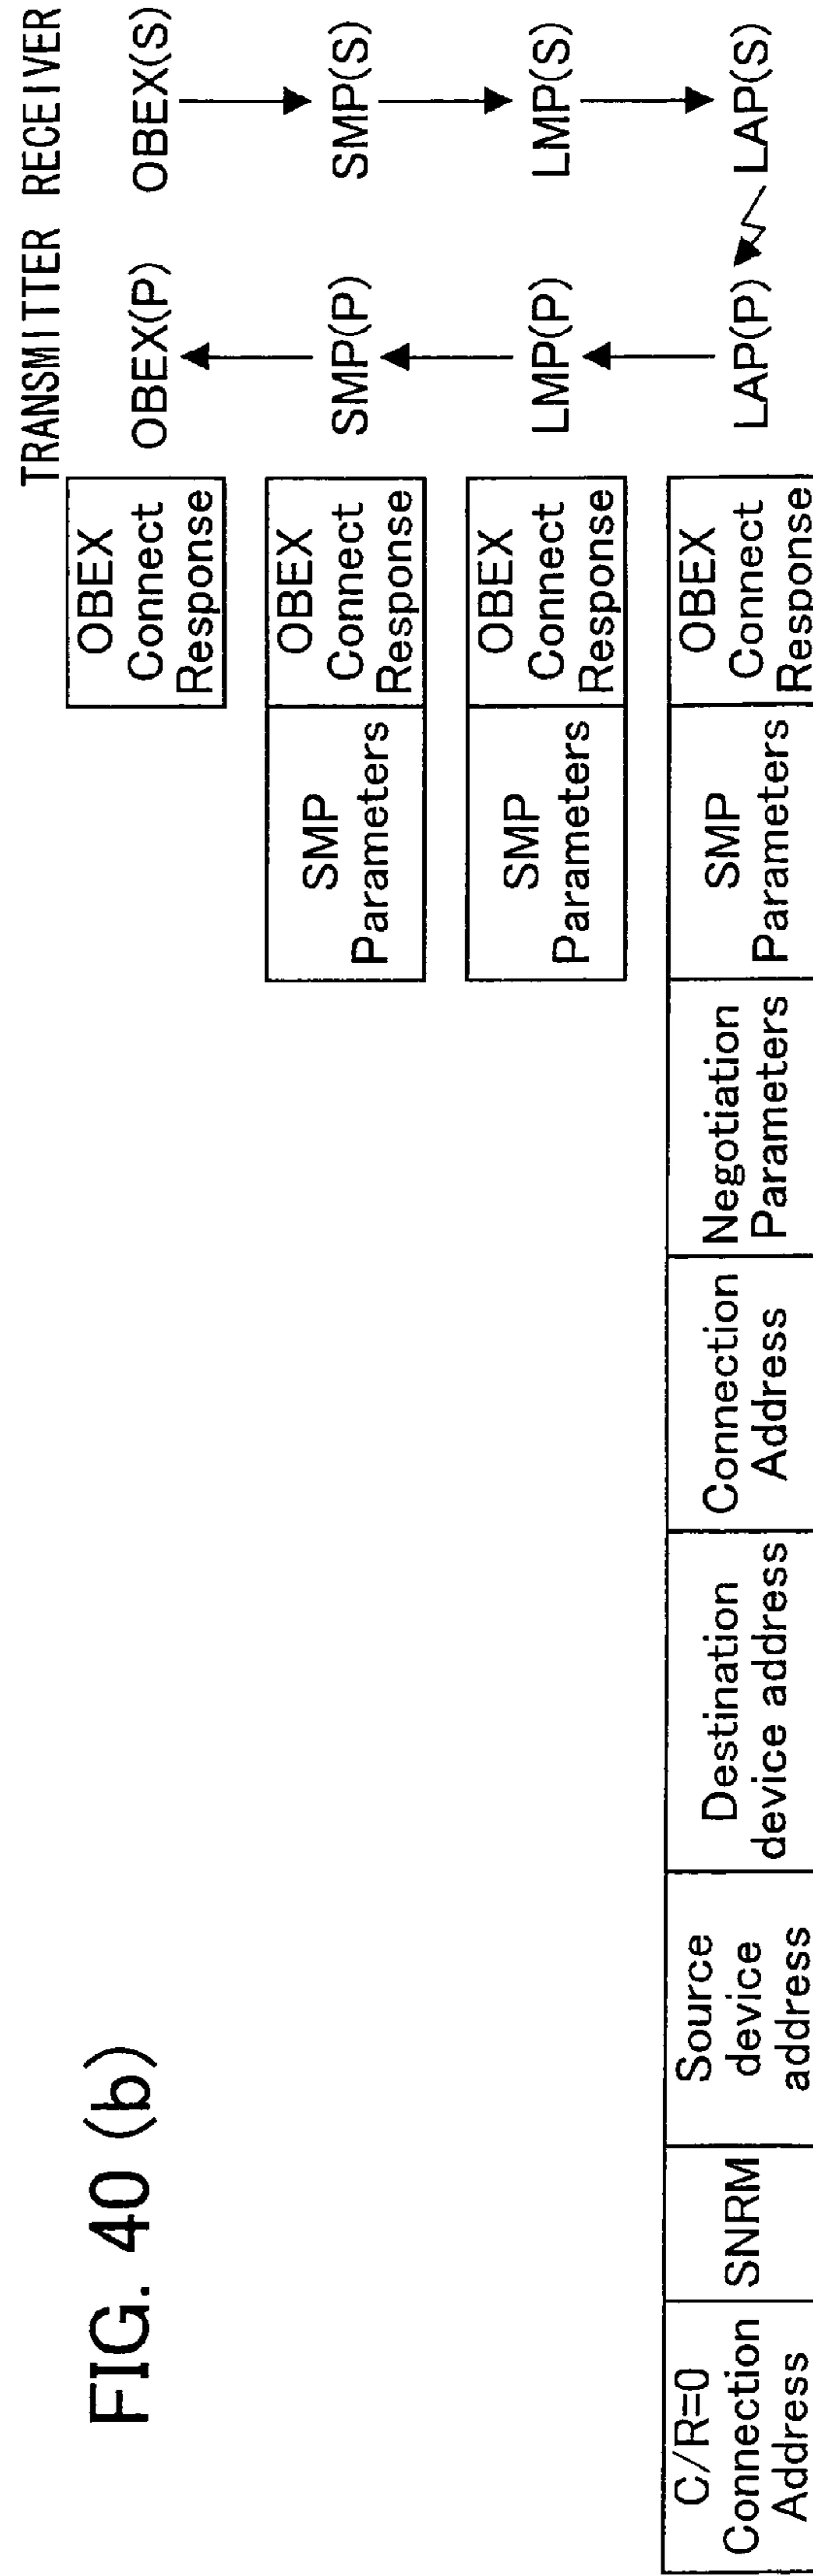 FIG. 40 (b)
TRANSMITTER RECEIVER
OBEX
Connect
Response
OBEX(P)
OBEX(S)
SMP
Parameters
OBEX
Connect
Response
SMP(P)
SMP(S)
SMP
Parameters
OBEX
Connect
Response
LMP(P)
LMP(S)
C/R=0
Connection
Address
SNRM
Source
device
address
Destination
device address
Connection
Address
Negotiation
Parameters
SMP
Parameters
OBEX
Connect
Response
LAP(P)
LAP(S)